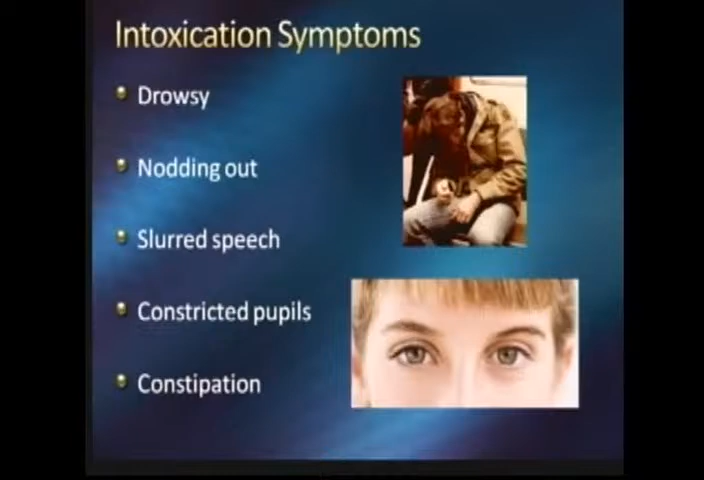 Intoxication Symptoms
Drowsy
Nodding out
Slurred speech
Constricted pupils
Constipation